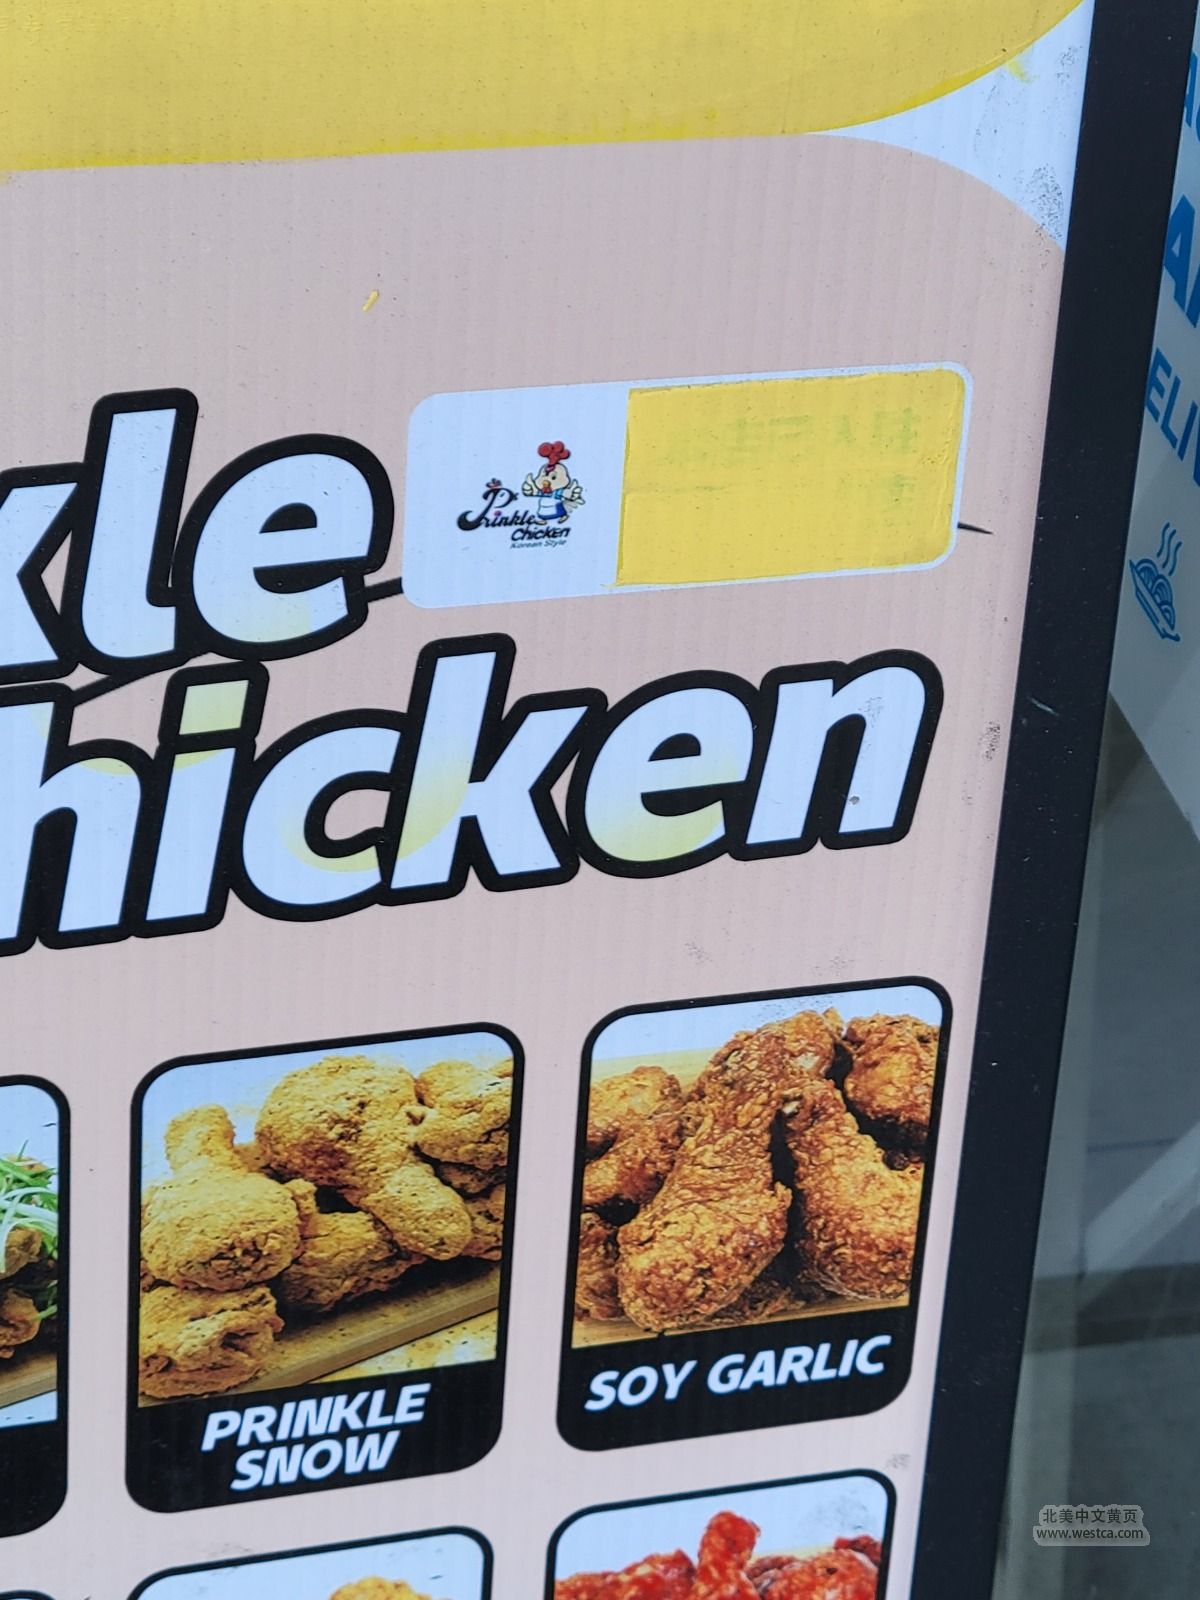 kle
Prinkle
Chicken
Korean Style
hicken
PRINKLE
SNOW
SOY GARLIC
ELIV
北美中文黄页
www.westca.com